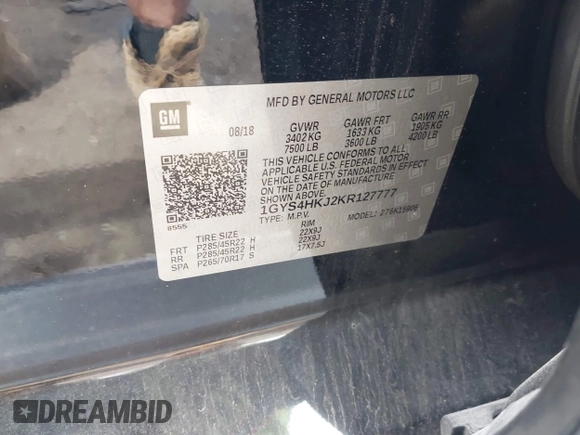 GM
MFD BY GENERAL MOTORS LLC
08/18
GVWR GAWR FRT GAWR RR
3402 KG 1633 KG 1905 KG
7500 LB 3600 LB 4200 LB
THIS VEHICLE CONFORMS TO ALL
APPLICABLE U.S. FEDERAL MOTOR
VEHICLE SAFETY STANDARDS IN EFFECT
ON THE DATE OF MANUFACTURE SHOWN ABOVE.
1GYS4HKJ2KR127777
TYPE: M.P.V. MODEL: 276K15906
8555
TIRE SIZE RIM
FRT P285/45R22 H 22X9J
RR P285/45R22 H 22X9J
SPA P265/70R17 S 17X7.5J
DREAMBID